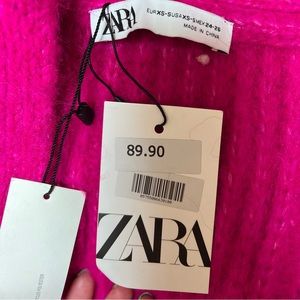 ZARA
EUR XS-S USA XS-S MEX 24-26
MADE IN CHINA
89.90
ZARA